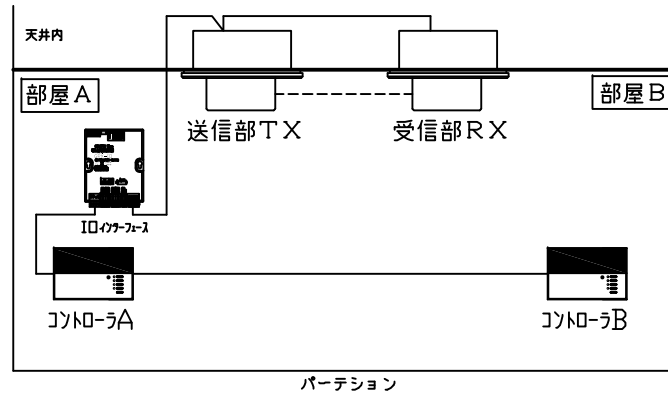 天井内
部屋A
部屋B
送信部TX
受信部RX
IOインターフェース
コントローラA
コントローラB
パーテション